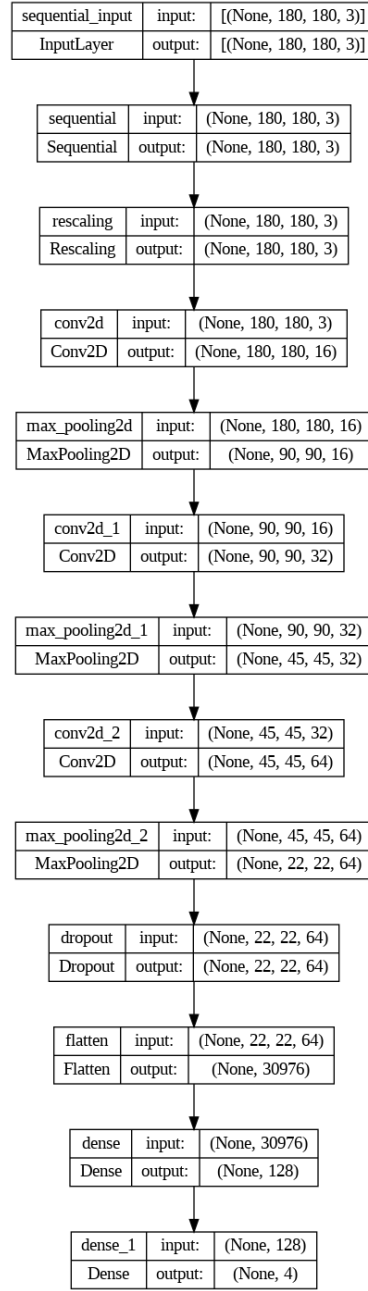 sequential_input input: [(None, 180, 180, 3)]
InputLayer output: [(None, 180, 180, 3)]
sequential input: (None, 180, 180, 3)
Sequential output: (None, 180, 180, 3)
rescaling input: (None, 180, 180, 3)
Rescaling output: (None, 180, 180, 3)
conv2d input: (None, 180, 180, 3)
Conv2D output: (None, 180, 180, 16)
max_pooling2d input: (None, 180, 180, 16)
MaxPooling2D output: (None, 90, 90, 16)
conv2d_1 input: (None, 90, 90, 16)
Conv2D output: (None, 90, 90, 32)
max_pooling2d_1 input: (None, 90, 90, 32)
MaxPooling2D output: (None, 45, 45, 32)
conv2d_2 input: (None, 45, 45, 32)
Conv2D output: (None, 45, 45, 64)
max_pooling2d_2 input: (None, 45, 45, 64)
MaxPooling2D output: (None, 22, 22, 64)
dropout input: (None, 22, 22, 64)
Dropout output: (None, 22, 22, 64)
flatten input: (None, 22, 22, 64)
Flatten output: (None, 30976)
dense input: (None, 30976)
Dense output: (None, 128)
dense_1 input: (None, 128)
Dense output: (None, 4)